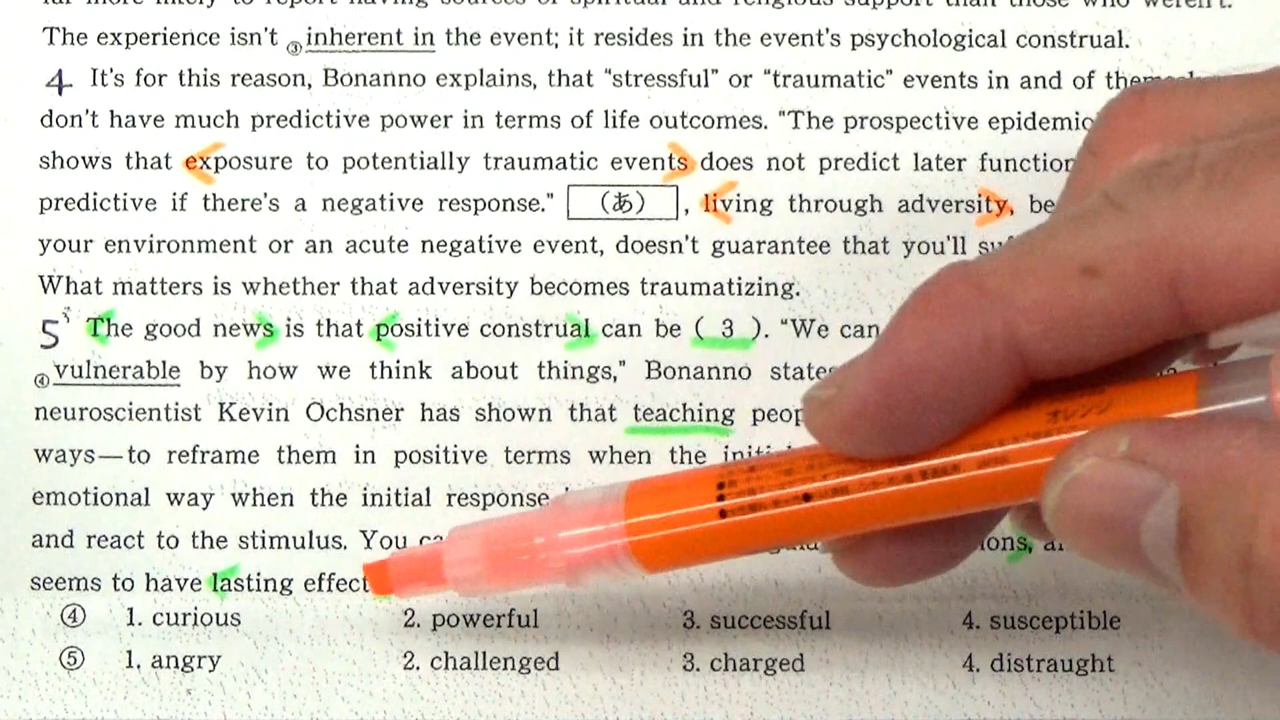 The experience isn't ③inherent in the event; it resides in the event's psychological construal.
4 It's for this reason, Bonanno explains, that "stressful" or "traumatic" events in and of
don't have much predictive power in terms of life outcomes. "The prospective
shows that exposure to potentially traumatic events does not predict later
predictive if there's a negative response." (あ), living through adversity,
your environment or an acute negative event, doesn't guarantee that you'll
What matters is whether that adversity becomes traumatizing.
5 The good news is that positive construal can be ( 3 ). "We can
④vulnerable by how we think about things," Bonanno
neuroscientist Kevin Ochsner has shown that teaching
ways—to reframe them in positive terms when the
emotional way when the initial response
and react to the stimulus. You
seems to have lasting
④ 1. curious 2. powerful 3. successful 4. susceptible
⑤ 1. angry 2. challenged 3. charged 4. distraught
オレンジ